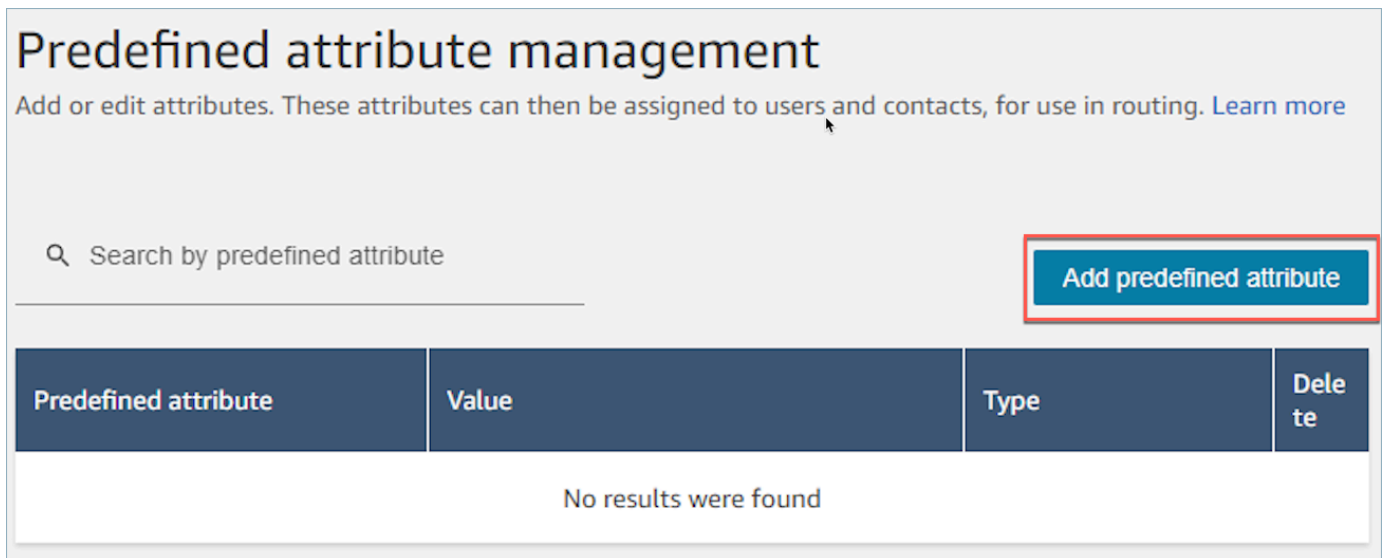 Predefined attribute management
Add or edit attributes. These attributes can then be assigned to users and contacts, for use in routing. Learn more
Search by predefined attribute
Add predefined attribute
Predefined attribute Value Type Dele
te
No results were found